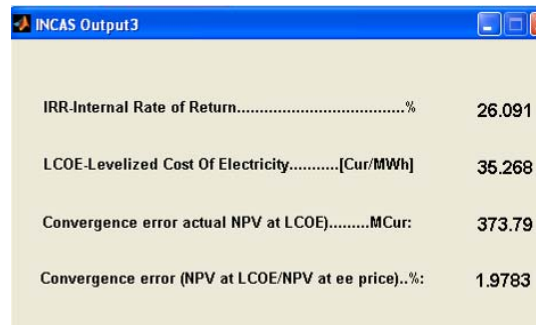 INCAS Output3
IRR-Internal Rate of Return.....................................% 26.091
LCOE-Levelized Cost Of Electricity...........[Cur/MWh] 35.268
Convergence error actual NPV at LCOE).........MCur: 373.79
Convergence error (NPV at LCOE/NPV at ee price)..%: 1.9783